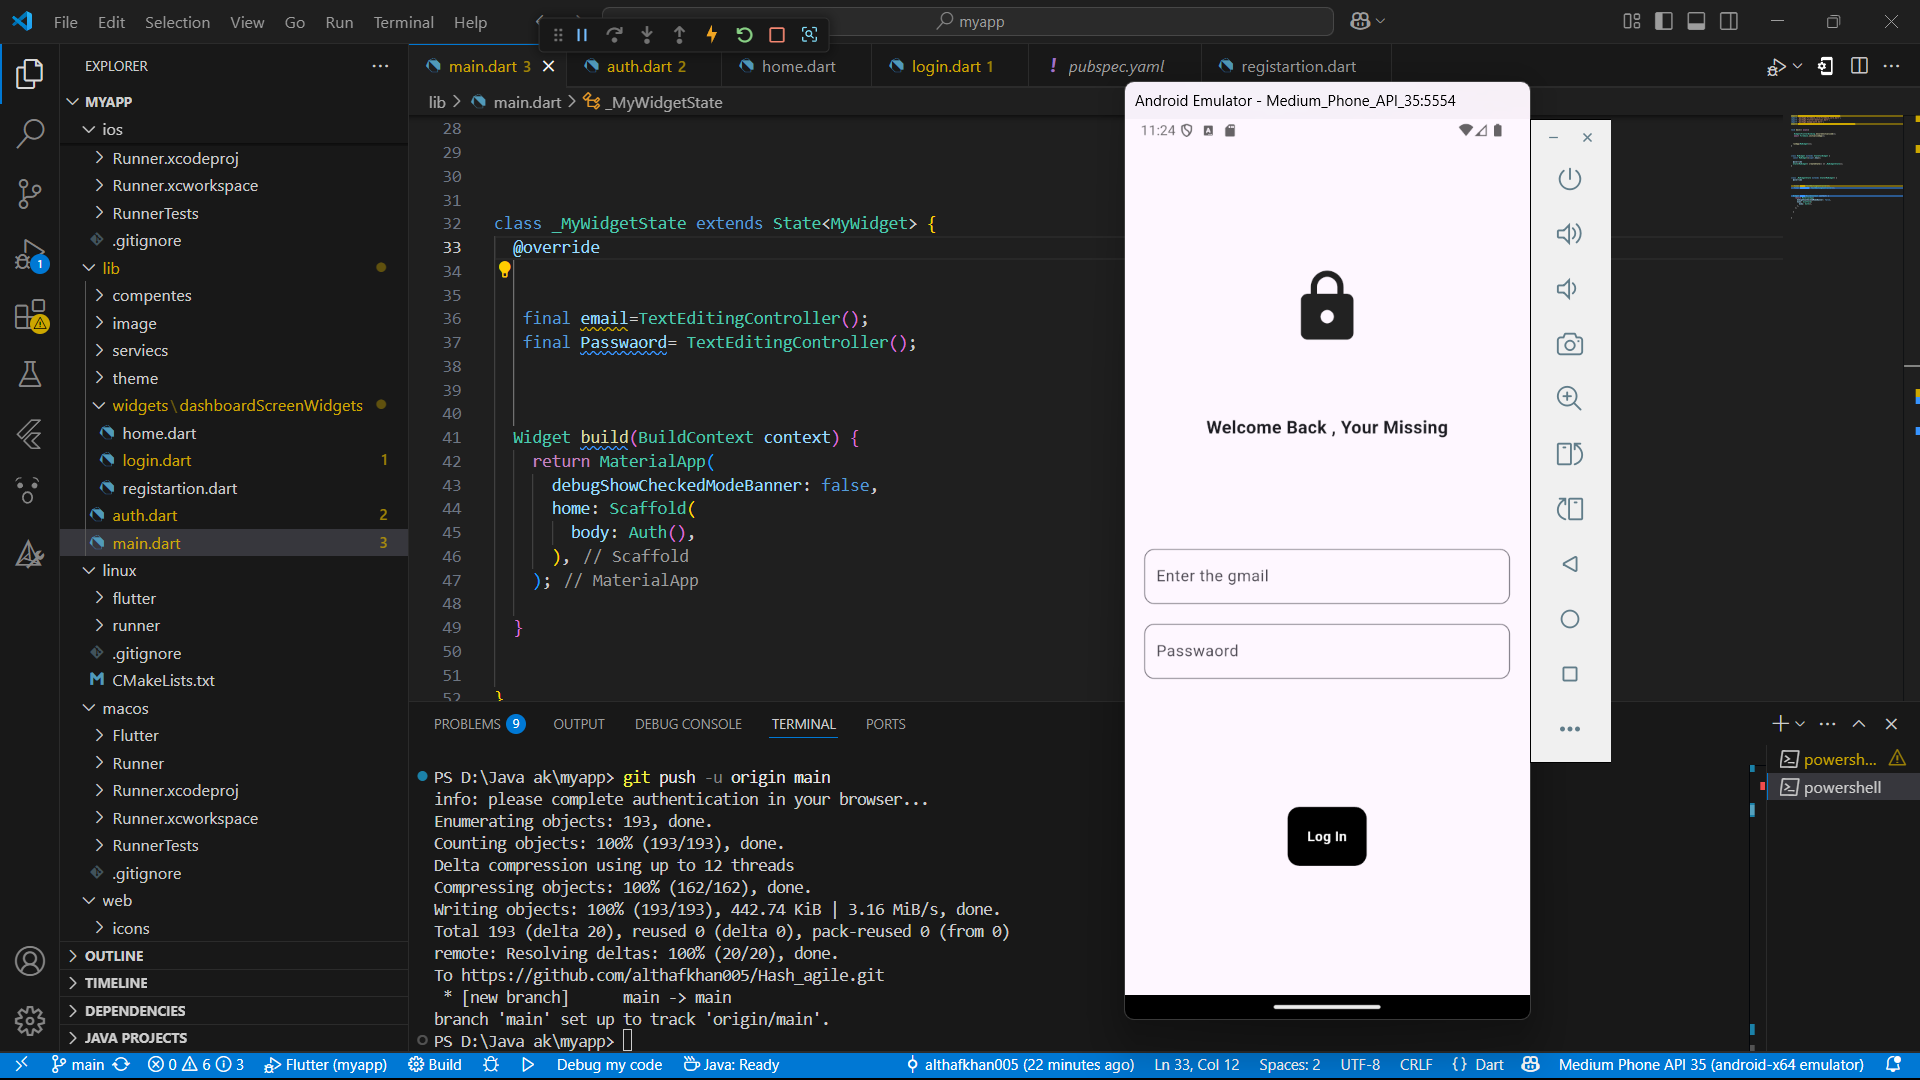 File Edit Selection View Go Run Terminal Help
myapp
EXPLORER
MYAPP
ios
Runner.xcodeproj
Runner.xcworkspace
RunnerTests
.gitignore
lib
compentes
image
serviecs
theme
widgets\dashboardScreenWidgets
home.dart
login.dart 1
registartion.dart
auth.dart 2
main.dart 3
linux
flutter
runner
.gitignore
CMakeLists.txt
macos
Flutter
Runner
Runner.xcodeproj
Runner.xcworkspace
RunnerTests
.gitignore
web
icons
OUTLINE
TIMELINE
DEPENDENCIES
JAVA PROJECTS
main.dart 3 auth.dart 2 home.dart login.dart 1 pubspec.yaml registartion.dart
lib > main.dart > _MyWidgetState
28
29
30
31
32 class _MyWidgetState extends State<MyWidget> {
33 @override
34
35
36 final email=TextEditingController();
37 final Passwaord= TextEditingController();
38
39
40
41 Widget build(BuildContext context) {
42 return MaterialApp(
43 debugShowCheckedModeBanner: false,
44 home: Scaffold(
45 body: Auth(),
46 ), // Scaffold
47 ); // MaterialApp
48
49 }
50
51
52 }
PROBLEMS 9 OUTPUT DEBUG CONSOLE TERMINAL PORTS
PS D:\Java ak\myapp> git push -u origin main
info: please complete authentication in your browser...
Enumerating objects: 193, done.
Counting objects: 100% (193/193), done.
Delta compression using up to 12 threads
Compressing objects: 100% (162/162), done.
Writing objects: 100% (193/193), 442.74 KiB | 3.16 MiB/s, done.
Total 193 (delta 20), reused 0 (delta 0), pack-reused 0 (from 0)
remote: Resolving deltas: 100% (20/20), done.
To https://github.com/althafkhan005/Hash_agile.git
* [new branch] main -> main
branch 'main' set up to track 'origin/main'.
PS D:\Java ak\myapp>
powersh...
powershell
Android Emulator - Medium_Phone_API_35:5554
11:24
Welcome Back , Your Missing
Enter the gmail
Passwaord
Log In
1
main 0 6 3 Flutter (myapp) Build Debug my code Java: Ready althafkhan005 (22 minutes ago) Ln 33, Col 12 Spaces: 2 UTF-8 CRLF {} Dart Medium Phone API 35 (android-x64 emulator)